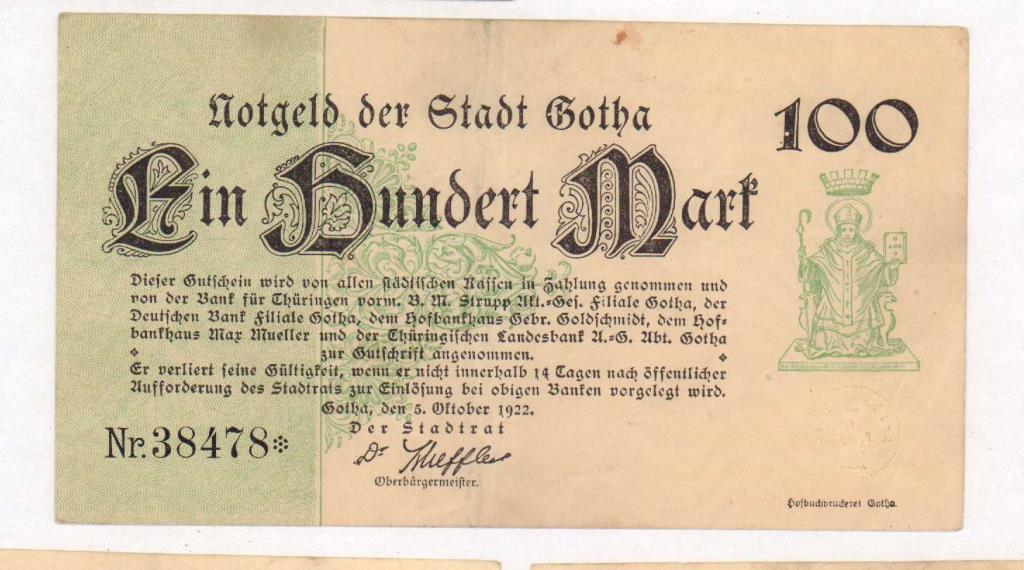 Notgeld der Stadt Gotha
100
Ein Hundert Mark
Dieser Gutschein wird von allen städtischen Kassen in Zahlung genommen und
von der Bank für Thüringen vorm. B. M. Strupp Akt.-Ges. Filiale Gotha, der
Deutschen Bank Filiale Gotha, dem Hofbankhaus Gebr. Goldschmidt, dem Hof-
bankhaus Max Mueller und der Thüringischen Landesbank A.-G. Abt. Gotha
zur Gutschrift angenommen.
Er verliert seine Gültigkeit, wenn er nicht innerhalb 14 Tagen nach öffentlicher
Aufforderung des Stadtrats zur Einlösung bei obigen Banken vorgelegt wird.
Gotha, den 5. Oktober 1922.
Der Stadtrat
Nr. 38478*
Dr
Oberbürgermeister.
Hofbuchdruckerei Gotha.